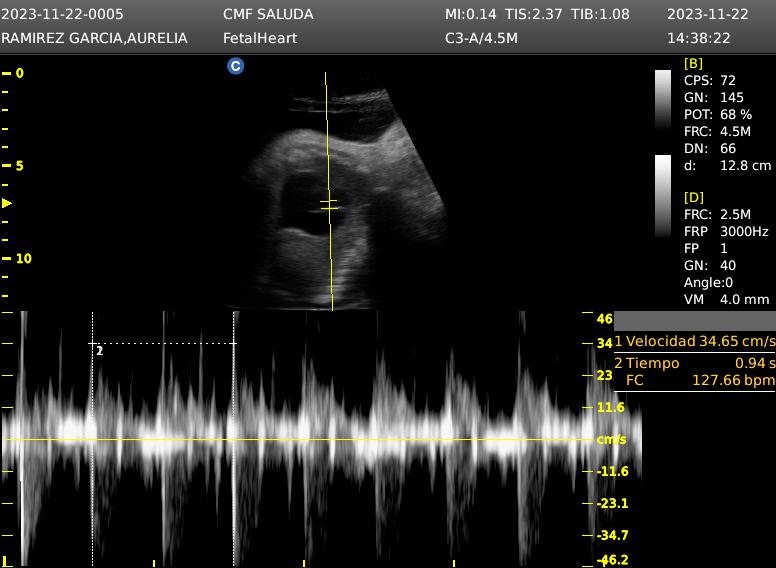 2023-11-22-0005 CMF SALUDA MI:0.14 TIS:2.37 TIB:1.08 2023-11-22
RAMIREZ GARCIA,AURELIA FetalHeart C3-A/4.5M 14:38:22
C
0
5
10
[B]
CPS: 72
GN: 145
POT: 68 %
FRC: 4.5M
DN: 66
d: 12.8 cm
[D]
FRC: 2.5M
FRP 3000Hz
FP 1
GN: 40
Angle:0
VM 4.0 mm
46
34
23
11.6
cm/s
-11.6
-23.1
-34.7
-46.2
2
1 Velocidad 34.65 cm/s
2 Tiempo 0.94 s
FC 127.66 bpm